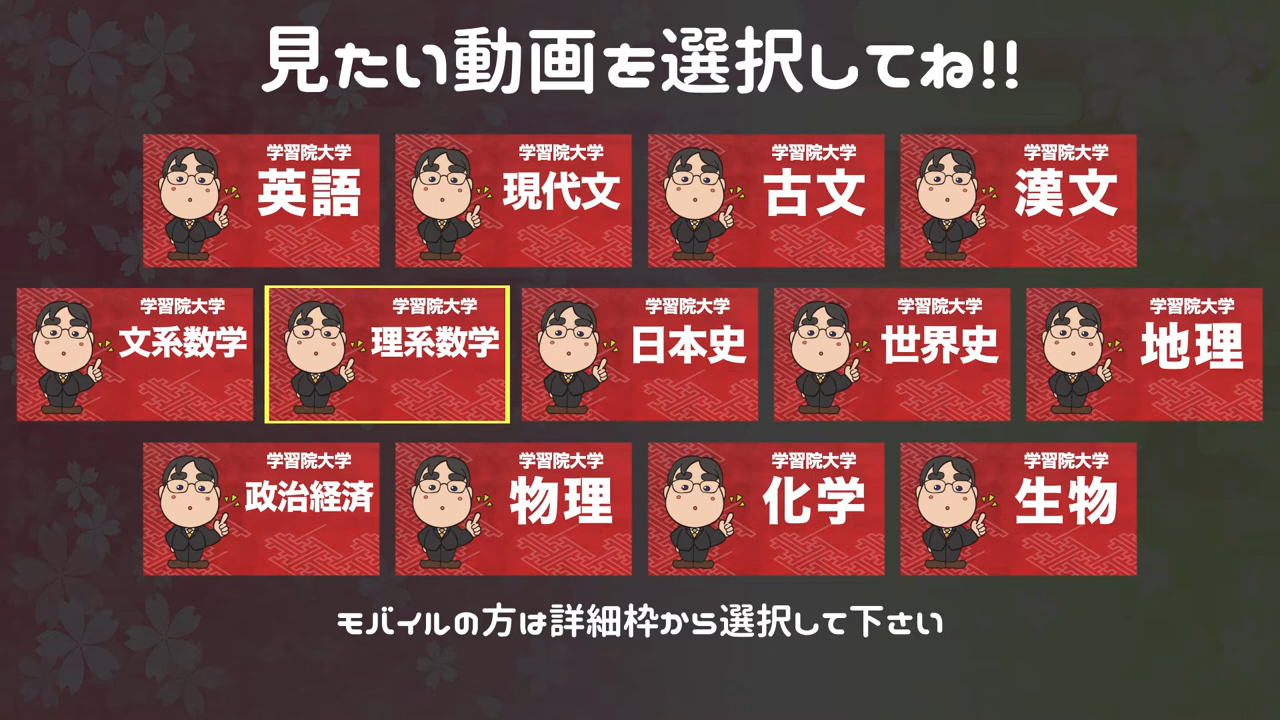 見たい動画を選択してね!!
学習院大学
英語
学習院大学
現代文
学習院大学
古文
学習院大学
漢文
学習院大学
文系数学
学習院大学
理系数学
学習院大学
日本史
学習院大学
世界史
学習院大学
地理
学習院大学
政治経済
学習院大学
物理
学習院大学
化学
学習院大学
生物
モバイルの方は詳細枠から選択して下さい